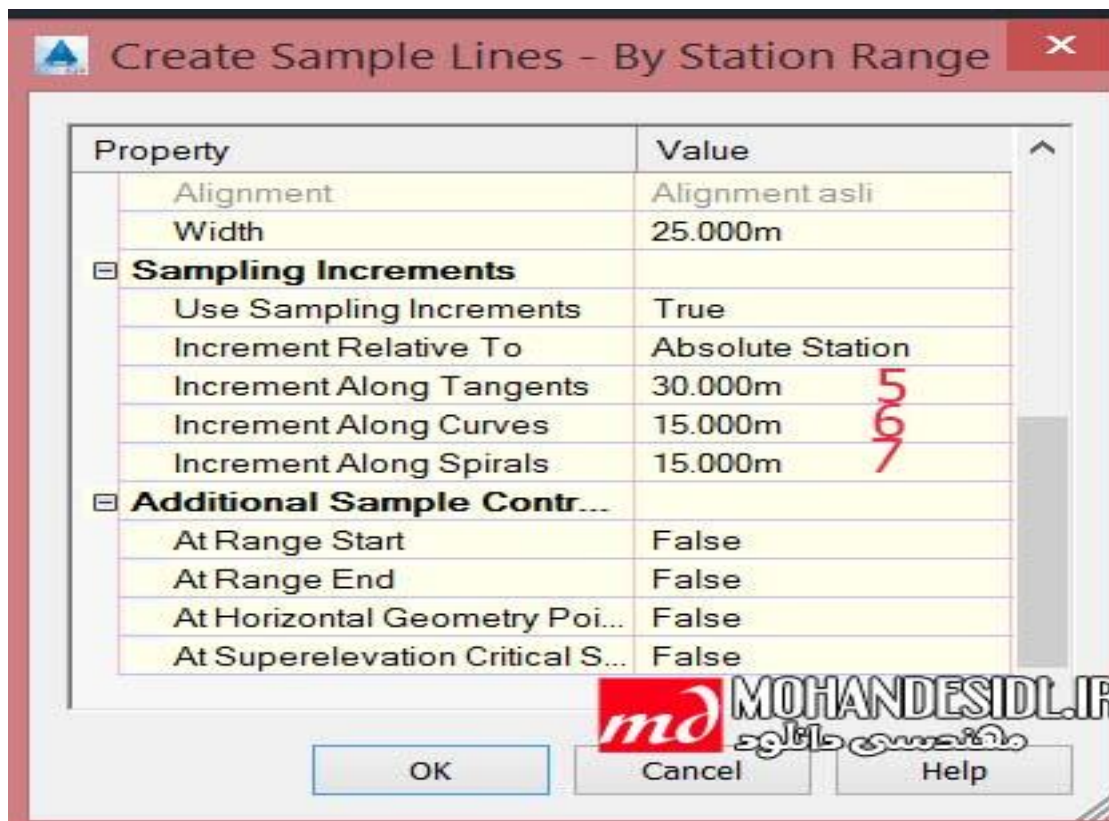 Create Sample Lines - By Station Range
Property Value
Alignment Alignment asli
Width 25.000m
Sampling Increments
Use Sampling Increments True
Increment Relative To Absolute Station
Increment Along Tangents 30.000m 5
Increment Along Curves 15.000m 6
Increment Along Spirals 15.000m 7
Additional Sample Contr...
At Range Start False
At Range End False
At Horizontal Geometry Poi... False
At Superelevation Critical S... False
md MOHANDESIDL.IR
مهندسی دانلود
OK Cancel Help